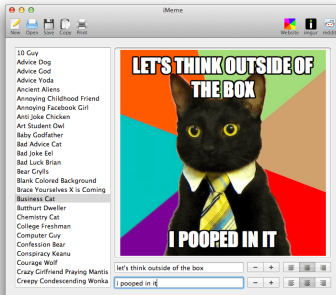 iMeme
New Open Save Copy Print Website imgur reddit
10 Guy
Advice Dog
Advice God
Advice Yoda
Ancient Aliens
Annoying Childhood Friend
Annoying Facebook Girl
Anti Joke Chicken
Art Student Owl
Baby Godfather
Bad Advice Cat
Bad Joke Eel
Bad Luck Brian
Bear Grylls
Blank Colored Background
Brace Yourselves X is Coming
Business Cat
Butthurt Dweller
Chemistry Cat
College Freshman
Computer Guy
Confession Bear
Conspiracy Keanu
Courage Wolf
Crazy Girlfriend Praying Mantis
Creepy Condescending Wonka
LET'S THINK OUTSIDE OF
THE BOX
I POOPED IN IT
let's think outside of the box
i pooped in it